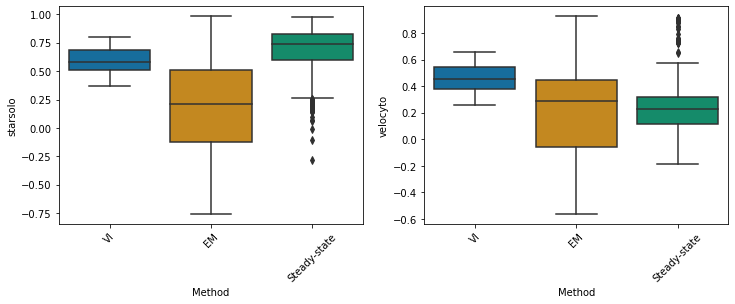 starsolo
1.00
0.75
0.50
0.25
0.00
−0.25
−0.50
−0.75
VI
EM
Steady-state
Method
velocyto
0.8
0.6
0.4
0.2
0.0
−0.2
−0.4
−0.6
VI
EM
Steady-state
Method